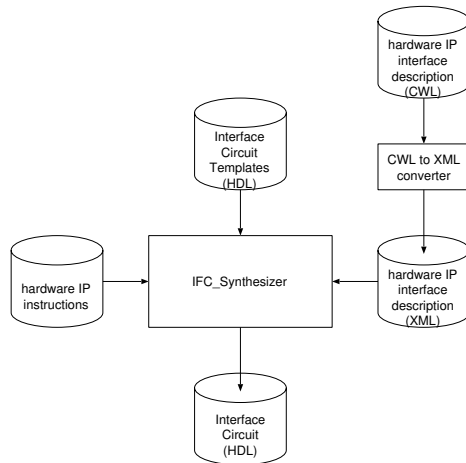 hardware IP
interface
description
(CWL)
Interface
Circuit
Templates
(HDL)
CWL to XML
converter
hardware IP
instructions
IFC_Synthesizer
hardware IP
interface
description
(XML)
Interface
Circuit
(HDL)